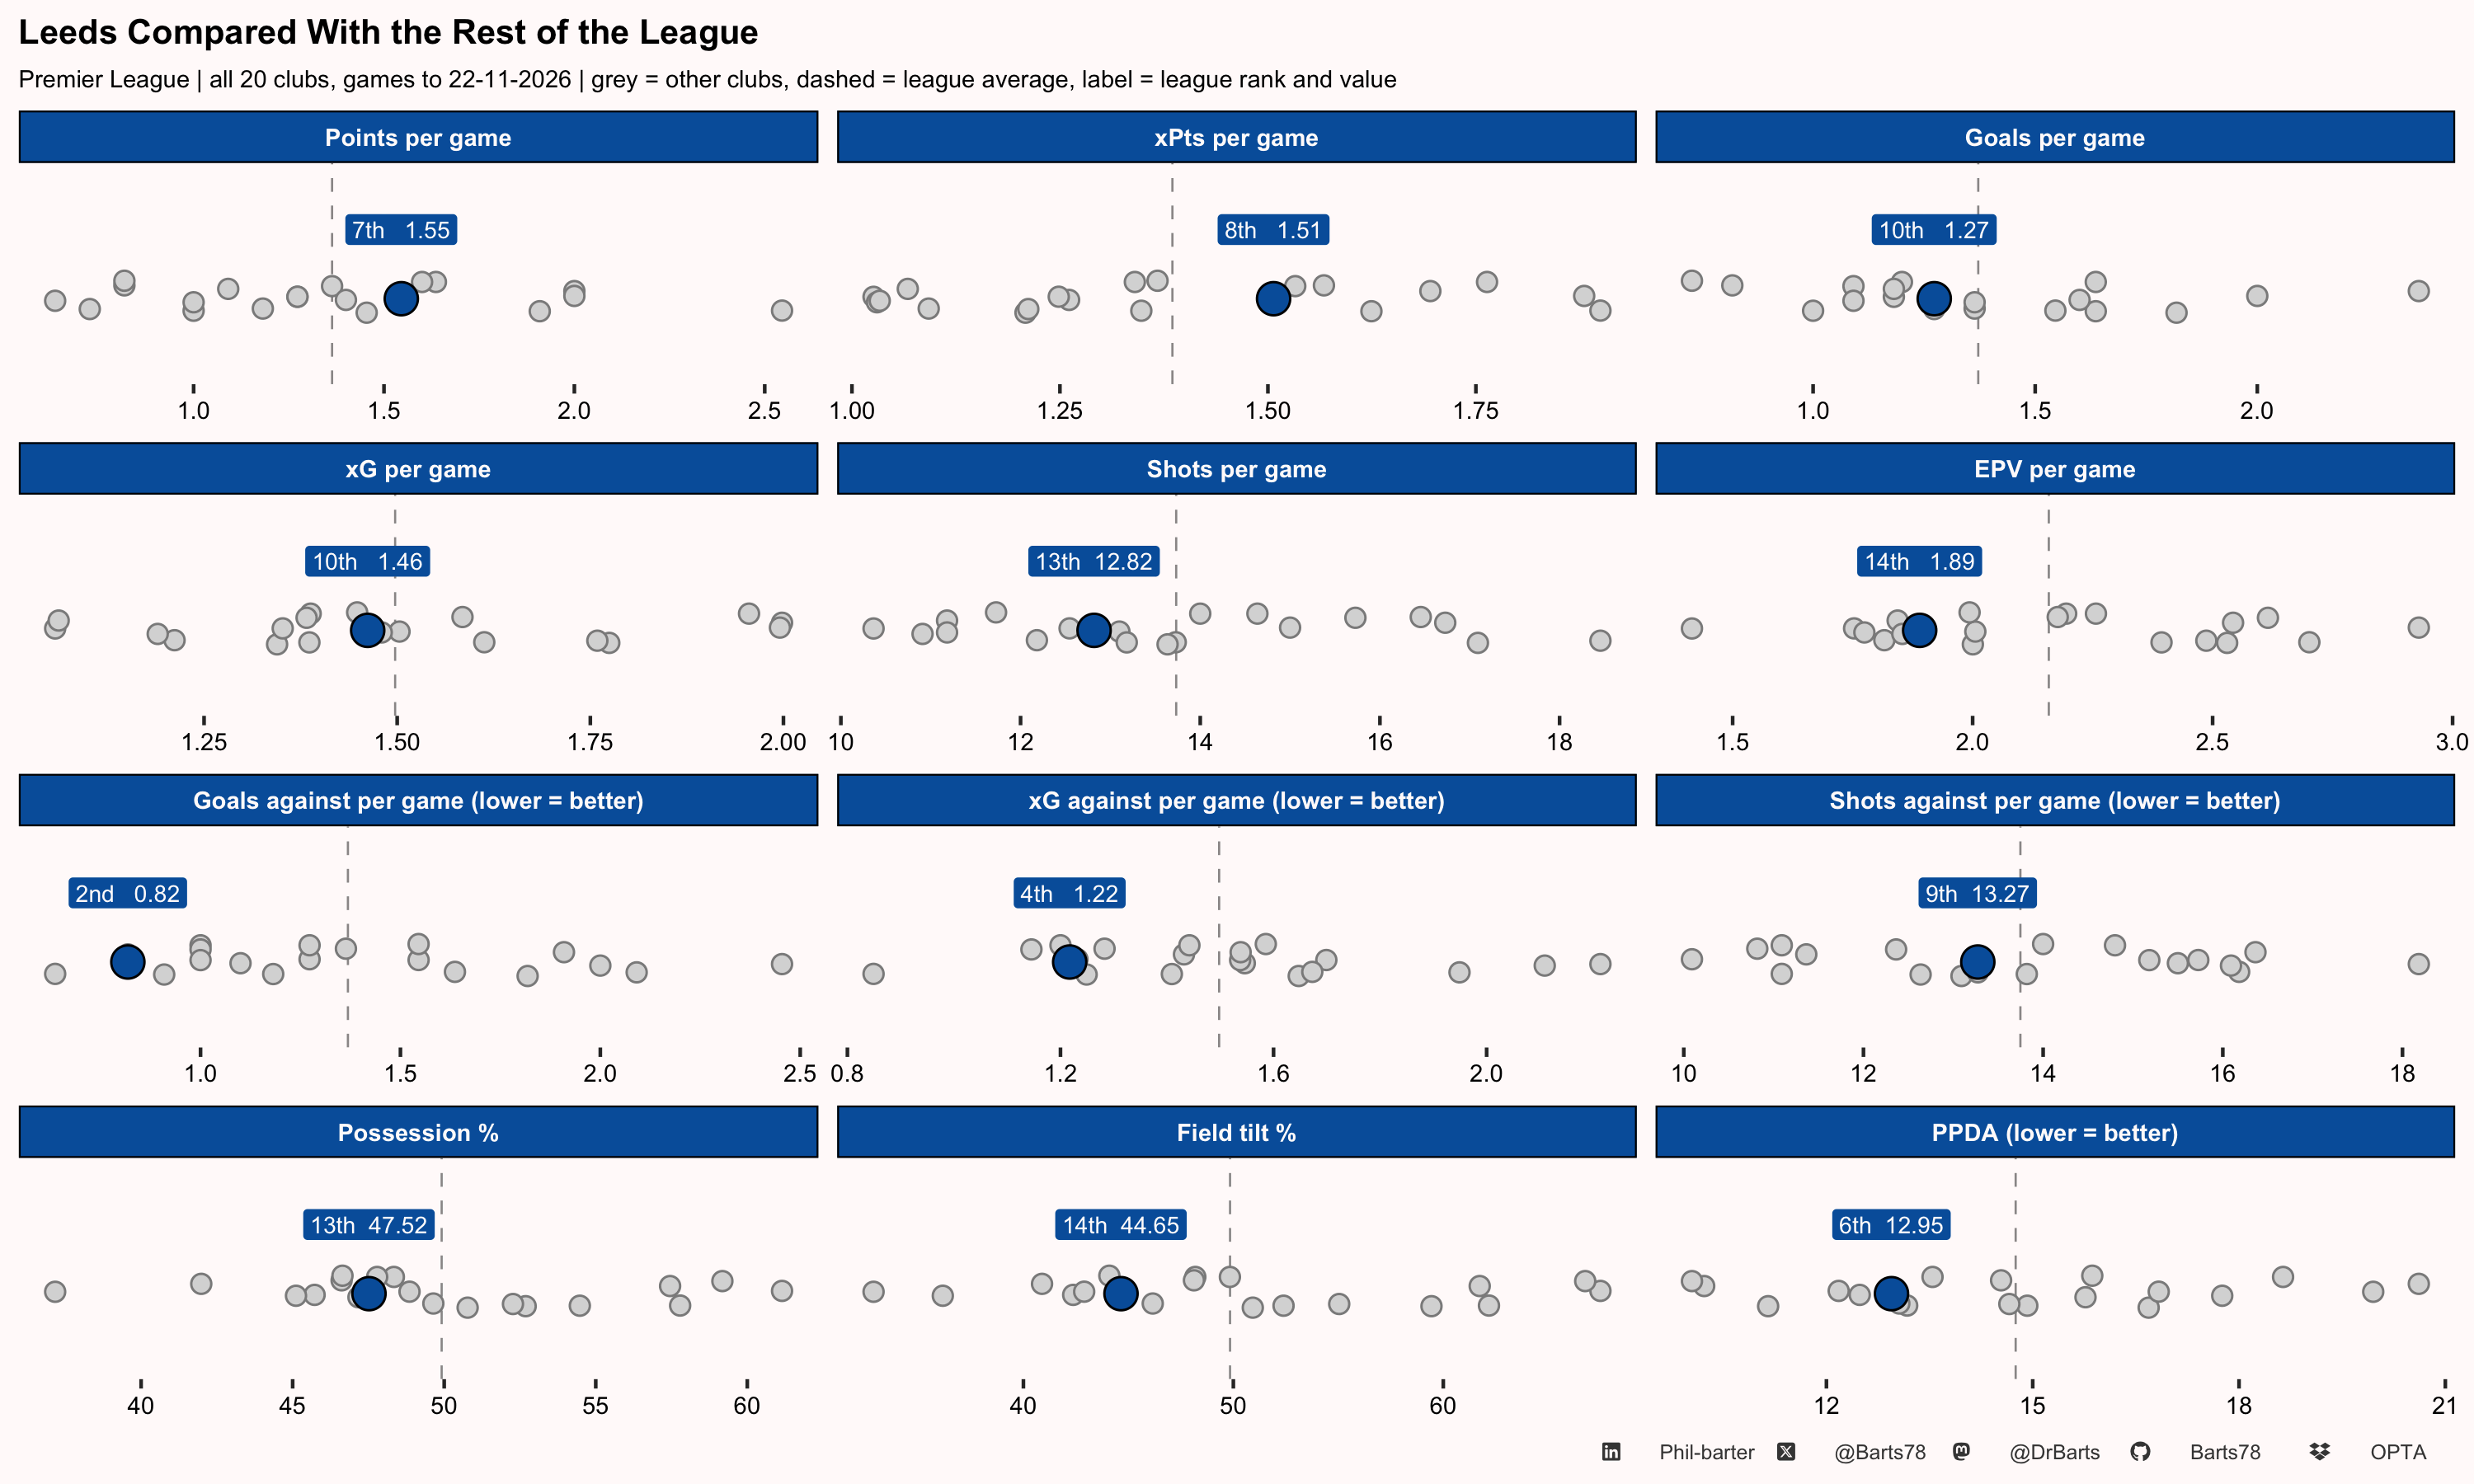 Leeds Compared With the Rest of the League
Premier League | all 20 clubs, games to 22-11-2026 | grey = other clubs, dashed = league average, label = league rank and value
Points per game
xPts per game
Goals per game
7th 1.55
8th 1.51
10th 1.27
1.0 1.5 2.0 2.5
1.00 1.25 1.50 1.75
1.0 1.5 2.0
xG per game
Shots per game
EPV per game
10th 1.46
13th 12.82
14th 1.89
1.25 1.50 1.75 2.00
10 12 14 16 18
1.5 2.0 2.5 3.0
Goals against per game (lower = better)
xG against per game (lower = better)
Shots against per game (lower = better)
2nd 0.82
4th 1.22
9th 13.27
1.0 1.5 2.0 2.5
0.8 1.2 1.6 2.0
10 12 14 16 18
Possession %
Field tilt %
PPDA (lower = better)
13th 47.52
14th 44.65
6th 12.95
40 45 50 55 60
40 50 60
12 15 18 21
Phil-barter @Barts78 @DrBarts Barts78 OPTA